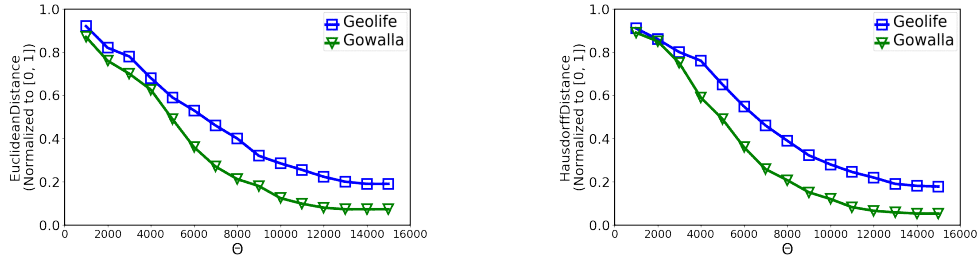 1.0
0.8
0.6
0.4
0.2
0.0
EuclideanDistance
(Normalized to [0, 1])
Geolife
Gowalla
0 2000 4000 6000 8000 10000 12000 14000 16000
Θ
1.0
0.8
0.6
0.4
0.2
0.0
HausdorffDistance
(Normalized to [0, 1])
Geolife
Gowalla
0 2000 4000 6000 8000 10000 12000 14000 16000
Θ